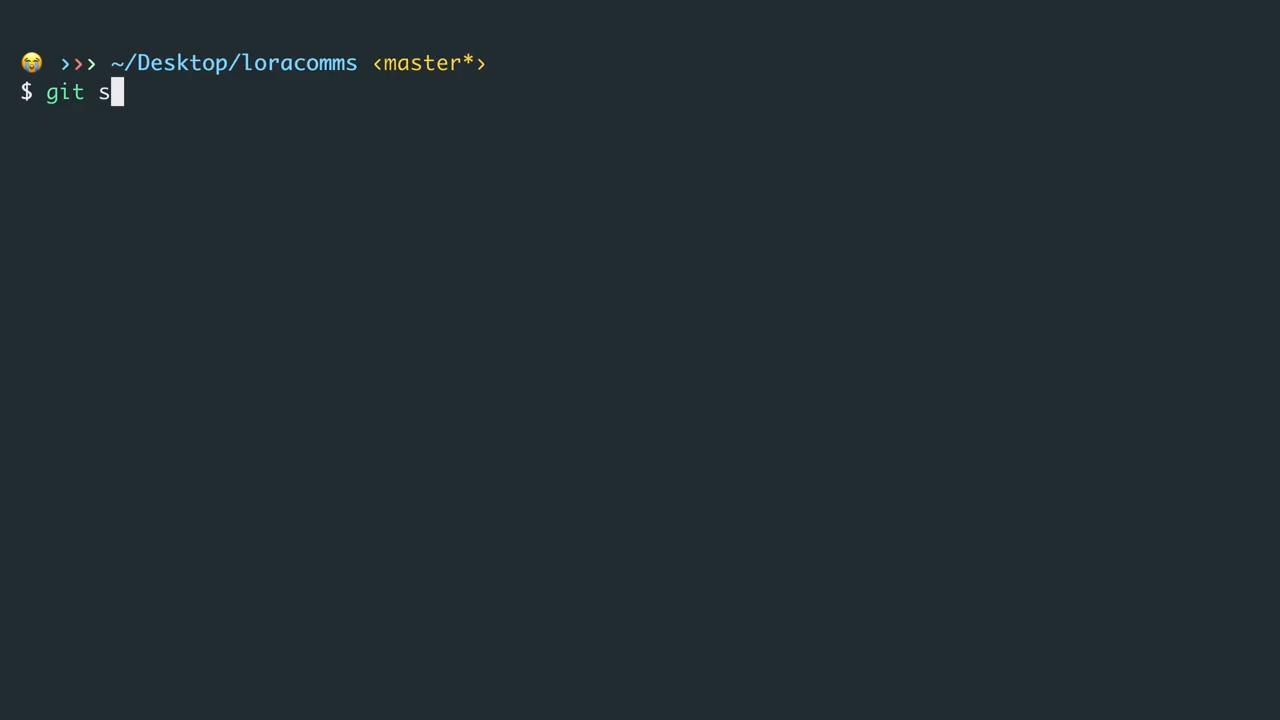 😭 ››› ~/Desktop/loracomms ‹master*›
$ git s